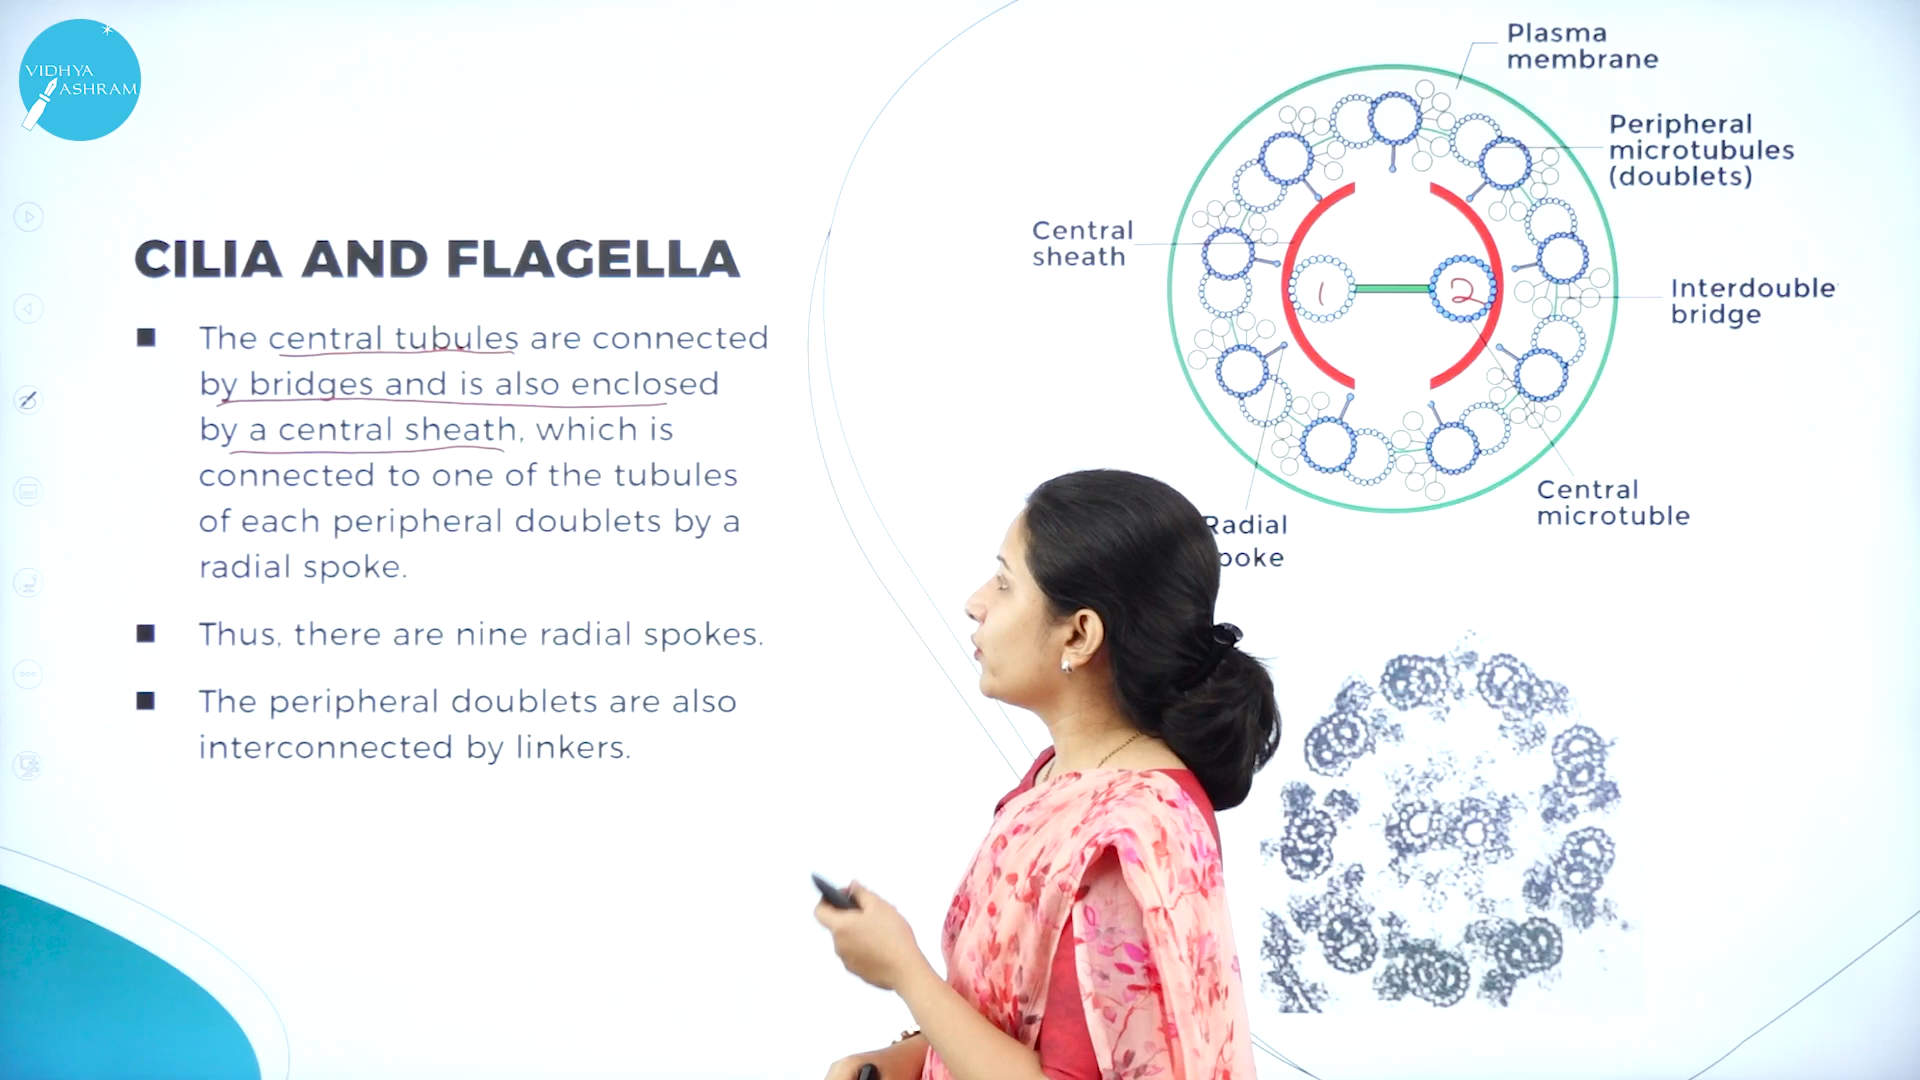 VIDHYA
ASHRAM
CILIA AND FLAGELLA
■ The central tubules are connected
by bridges and is also enclosed
by a central sheath, which is
connected to one of the tubules
of each peripheral doublets by a
radial spoke.
■ Thus, there are nine radial spokes.
■ The peripheral doublets are also
interconnected by linkers.
Plasma
membrane
Peripheral
microtubules
(doublets)
Central
sheath
1
2
Interdouble
bridge
Central
microtuble
Radial
poke